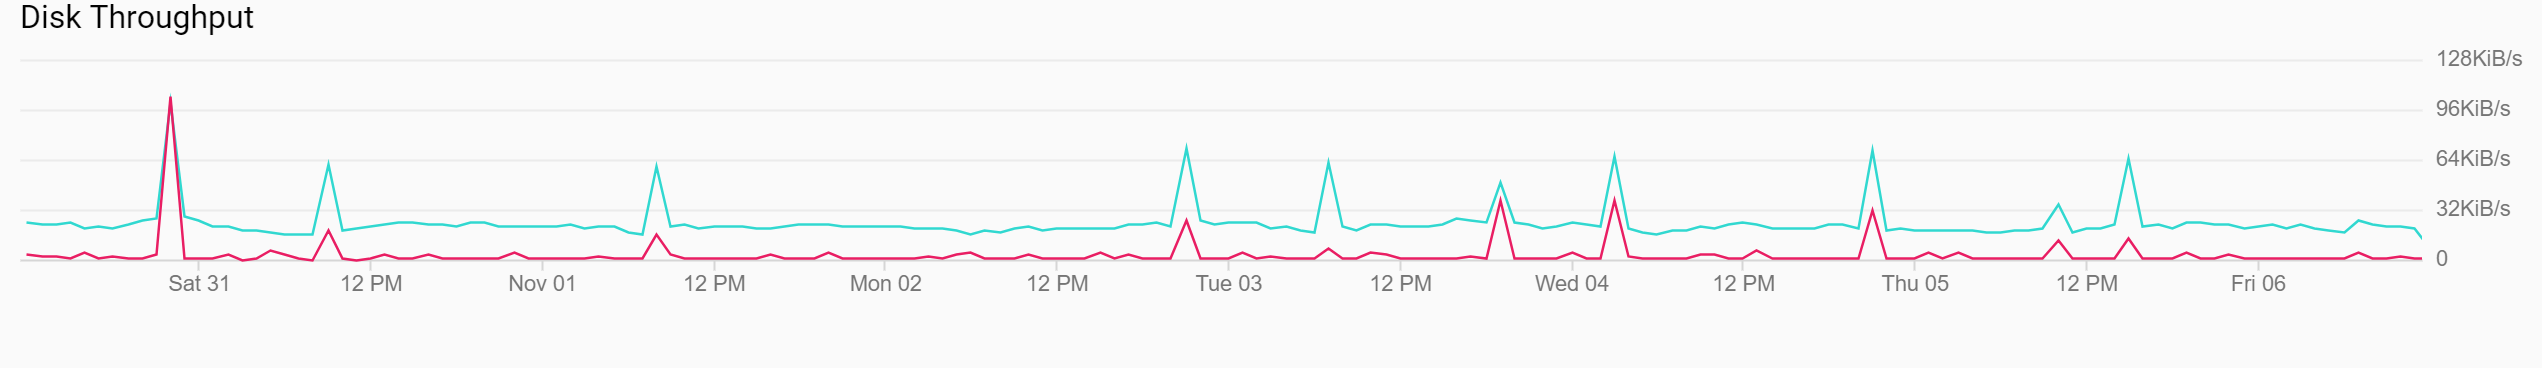 Disk Throughput
128KiB/s
96KiB/s
64KiB/s
32KiB/s
0
Sat 31 12 PM Nov 01 12 PM Mon 02 12 PM Tue 03 12 PM Wed 04 12 PM Thu 05 12 PM Fri 06